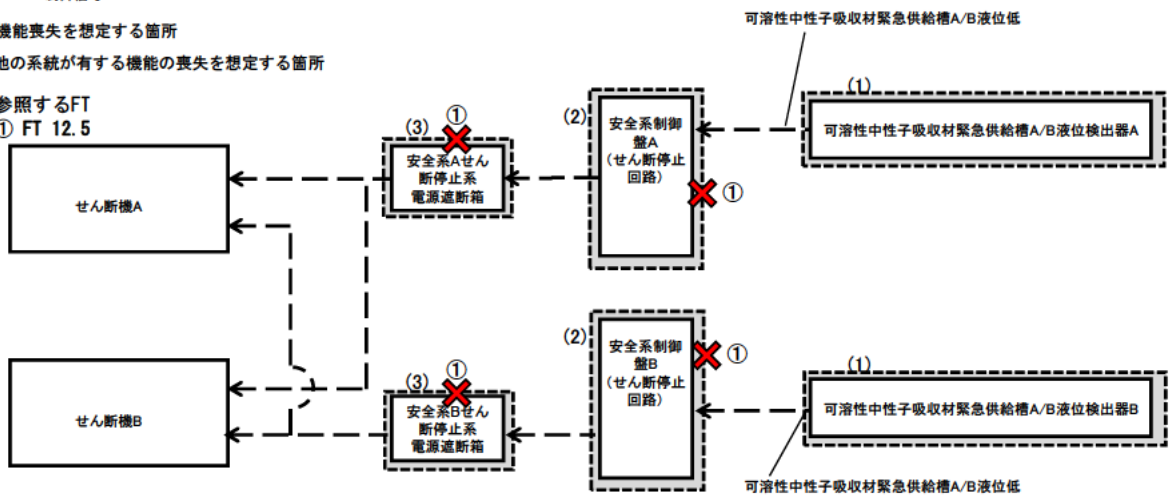 機能喪失を想定する箇所
他の系統が有する機能の喪失を想定する箇所
参照するFT
① FT 12.5
可溶性中性子吸収材緊急供給槽A/B液位低
せん断機A
(3)
①
安全系Aせん
断停止系
電源遮断箱
(2)
安全系制御
盤A
(せん断停止
回路)
①
(1)
可溶性中性子吸収材緊急供給槽A/B液位検出器A
せん断機B
(3)
①
安全系Bせん
断停止系
電源遮断箱
(2)
安全系制御
盤B
(せん断停止
回路)
①
(1)
可溶性中性子吸収材緊急供給槽A/B液位検出器B
可溶性中性子吸収材緊急供給槽A/B液位低